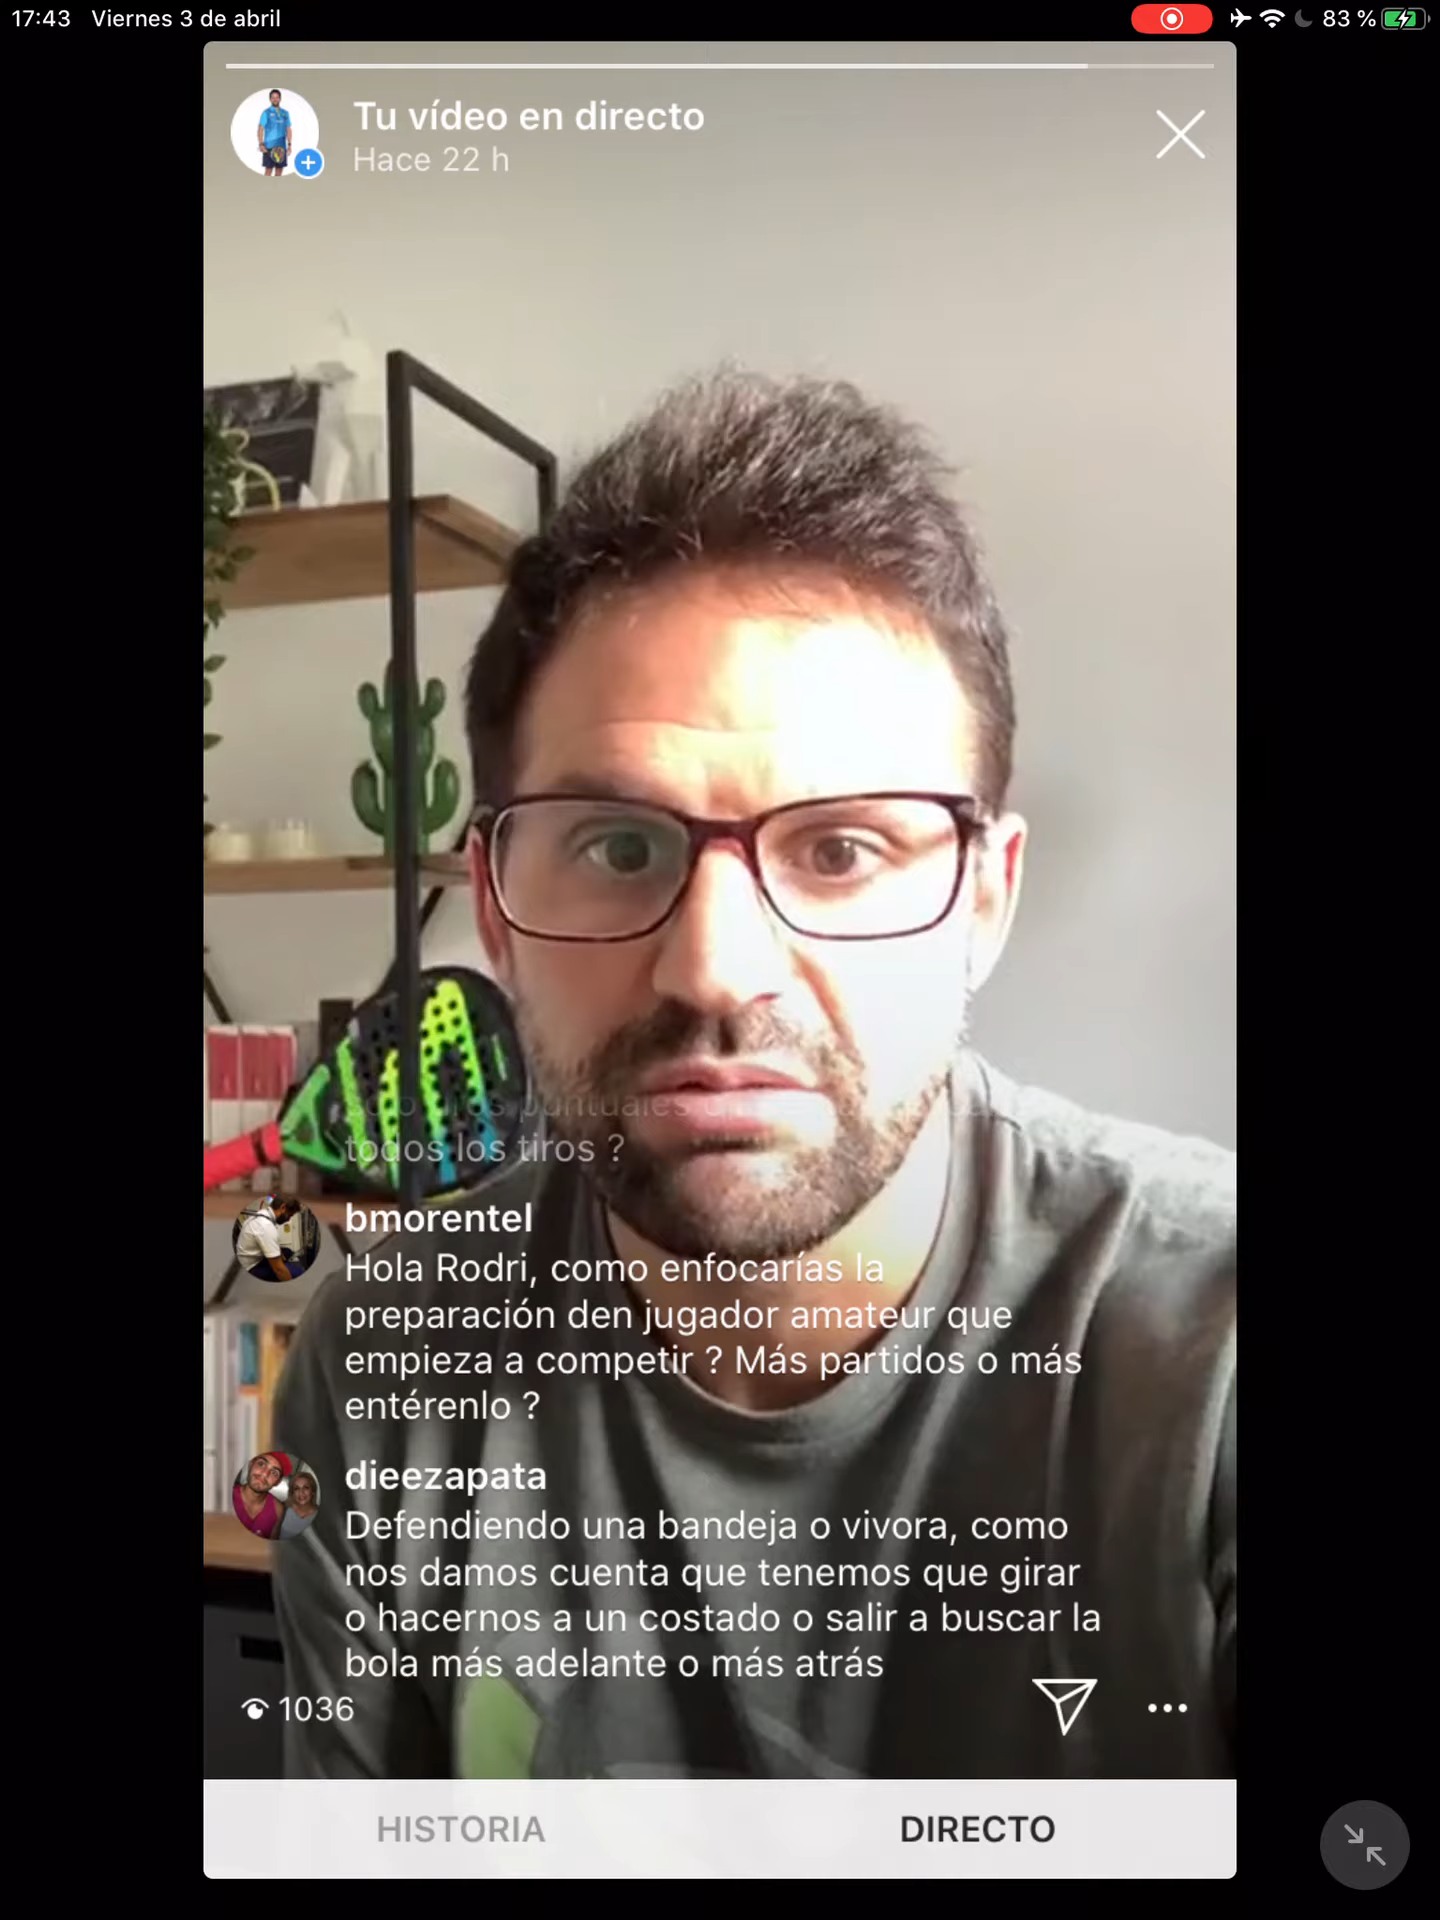 17:43 Viernes 3 de abril
83 %
Tu vídeo en directo
Hace 22 h
puntuales
todos los tiros ?
bmorentel
Hola Rodri, como enfocarías la
preparación den jugador amateur que
empieza a competir ? Más partidos o más
entérenlo ?
dieezapata
Defendiendo una bandeja o vivora, como
nos damos cuenta que tenemos que girar
o hacernos a un costado o salir a buscar la
bola más adelante o más atrás
1036
HISTORIA
DIRECTO